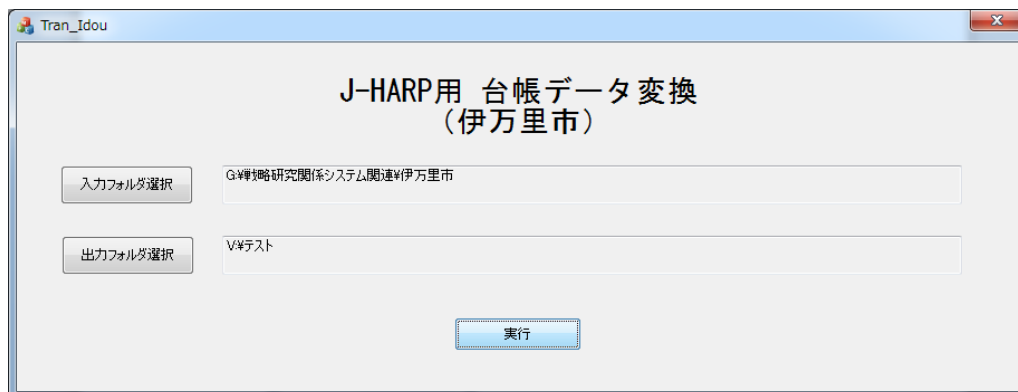 Tran_Idou
J-HARP用 台帳データ変換
（伊万里市）
入力フォルダ選択
G:¥戦略研究関係システム関連¥伊万里市
出力フォルダ選択
V:¥テスト
実行